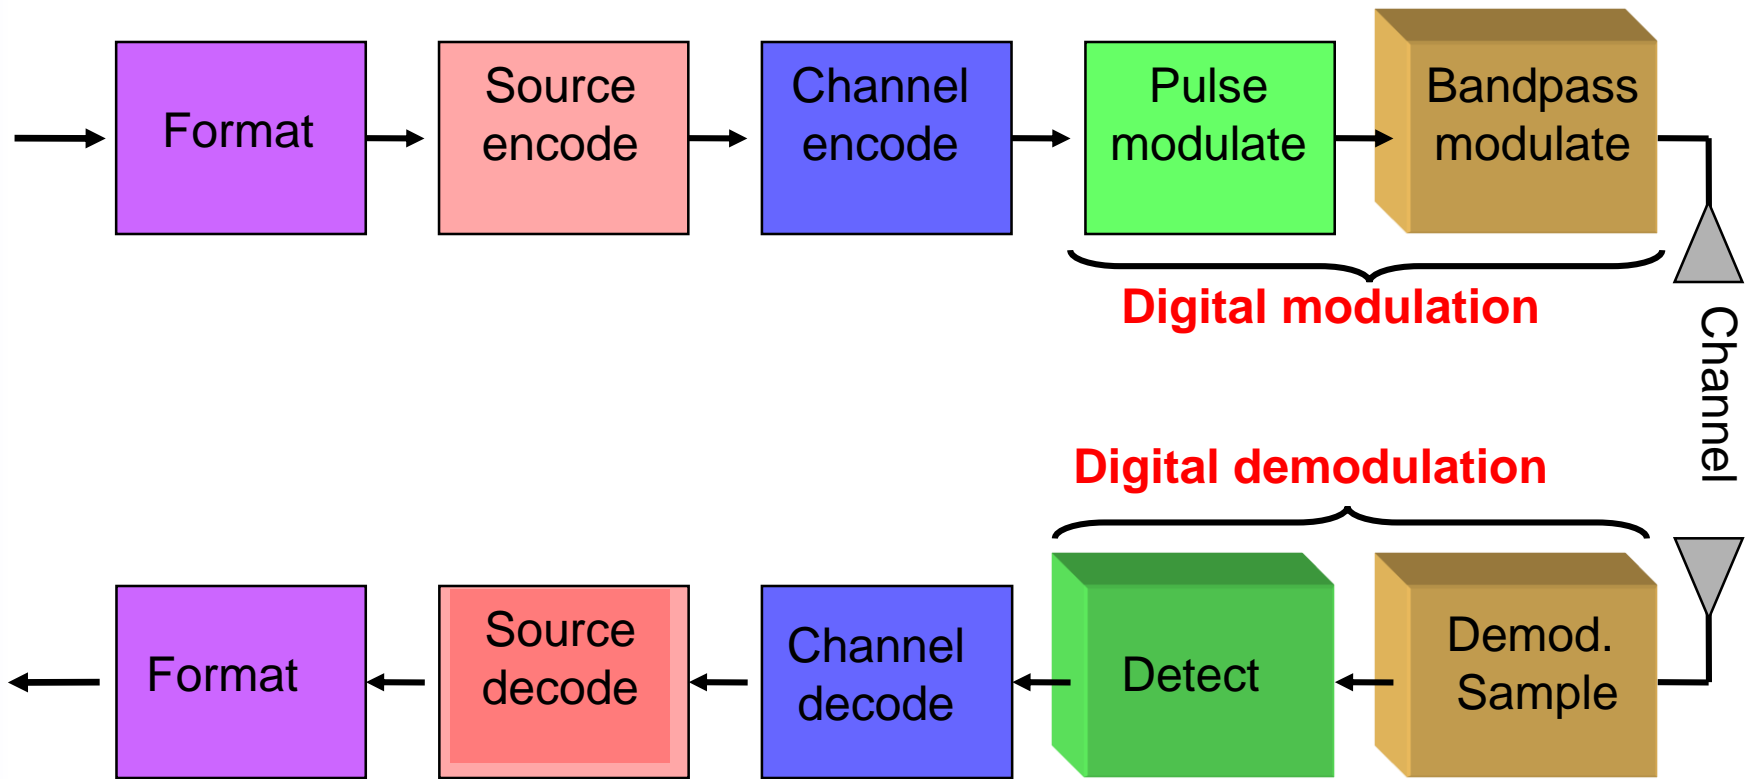 Format
Source
encode
Channel
encode
Pulse
modulate
Bandpass
modulate
Digital modulation
Channel
Digital demodulation
Format
Source
decode
Channel
decode
Detect
Demod.
Sample